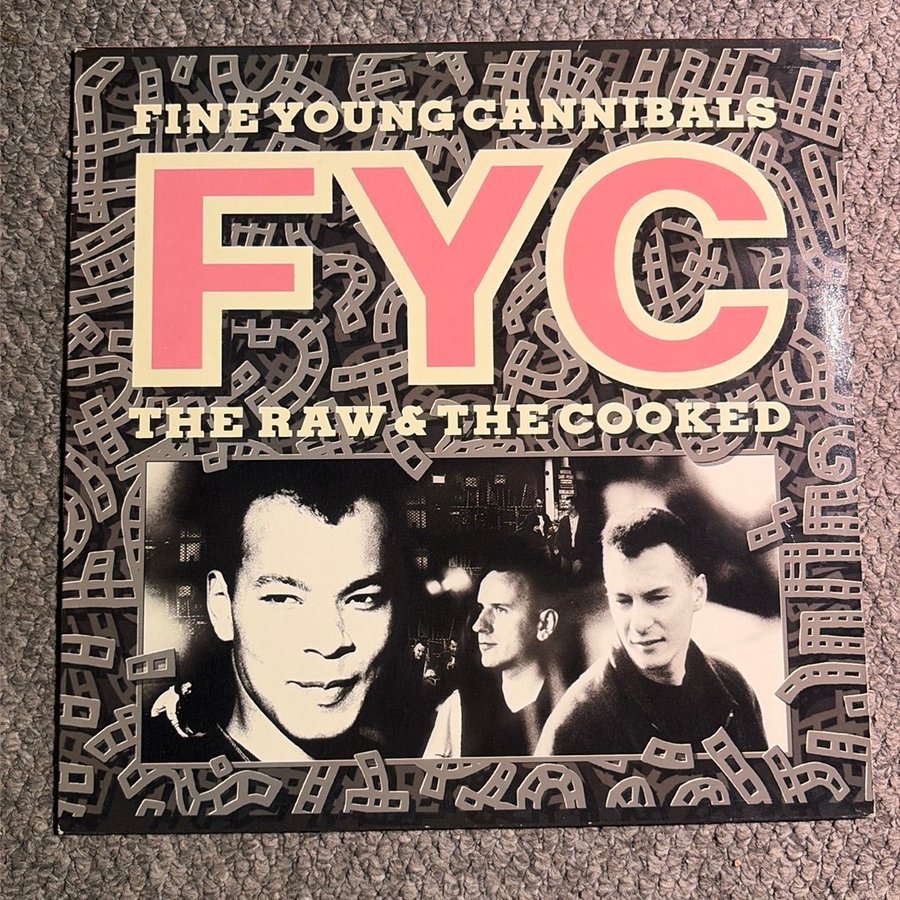 FINE YOUNG CANNIBALS
FYC
THE RAW & THE COOKED